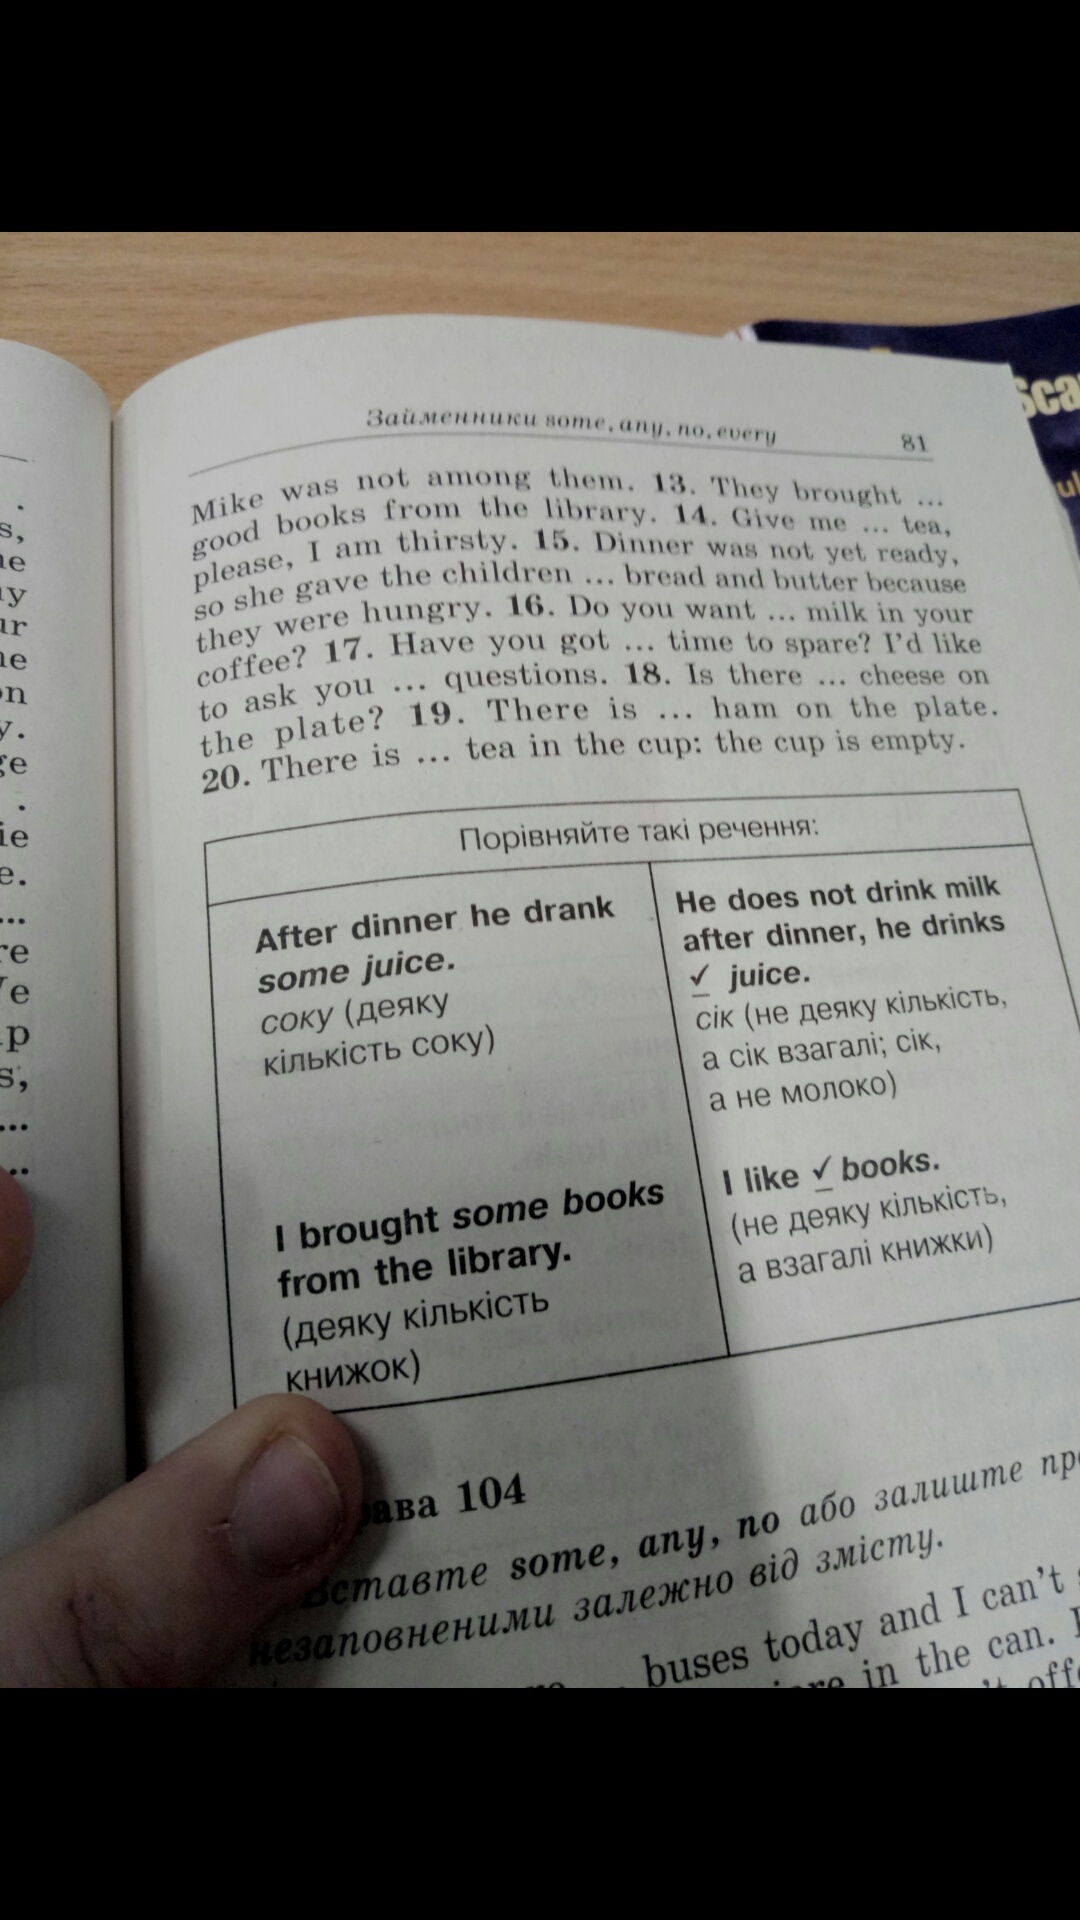 Займенники some, any, no, every 81
Mike was not among them. 13. They brought ...
good books from the library. 14. Give me ... tea,
please, I am thirsty. 15. Dinner was not yet ready,
so she gave the children ... bread and butter because
they were hungry. 16. Do you want ... milk in your
coffee? 17. Have you got ... time to spare? I'd like
to ask you ... questions. 18. Is there ... cheese on
the plate? 19. There is ... ham on the plate.
20. There is ... tea in the cup: the cup is empty.
Порівняйте такі речення:
After dinner he drank
some juice.
соку (деяку
кількість соку)
I brought some books
from the library.
(деяку кількість
книжок)
He does not drink milk
after dinner, he drinks
✓ juice.
сік (не деяку кількість,
а сік взагалі; сік,
а не молоко)
I like ✓ books.
(не деяку кількість,
а взагалі книжки)
104
Вставте some, any, no або залиште
незаповненими залежно від змісту.
buses today and I can't
in the can.